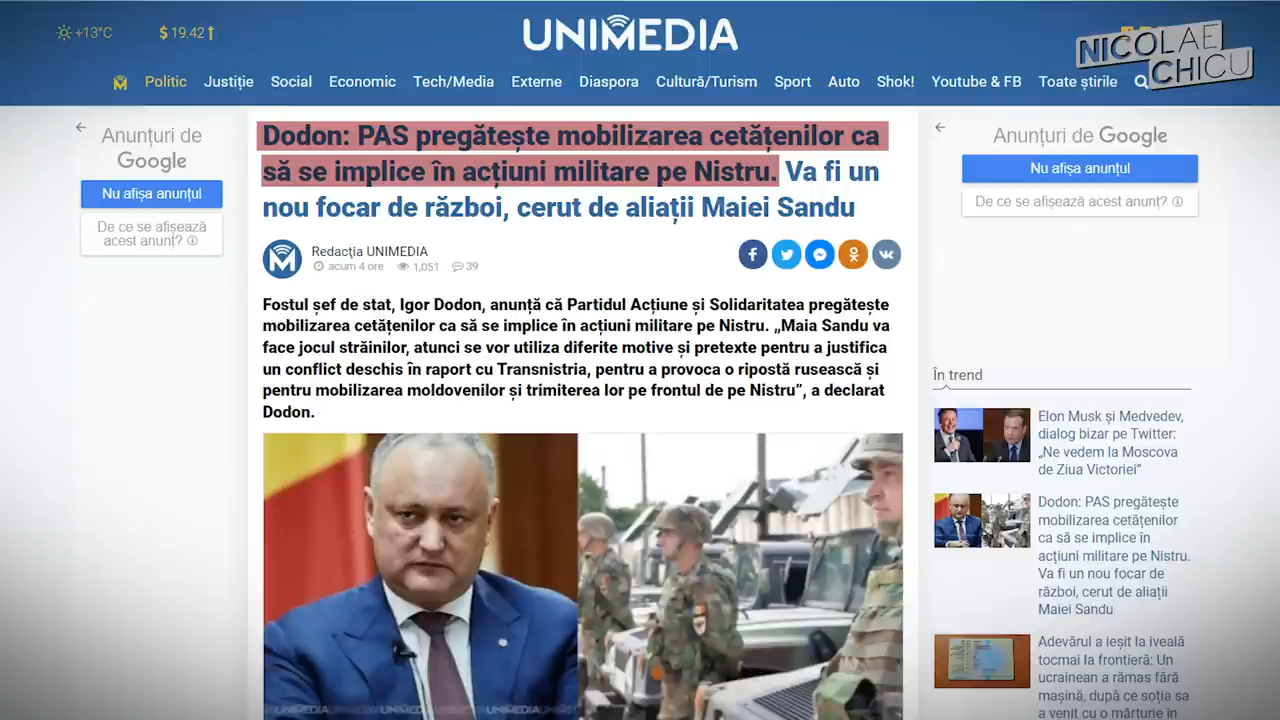 +13°C
$ 19.42
UNIMEDIA
NICOLAE
CHICU
Politic
Justiție
Social
Economic
Tech/Media
Externe
Diaspora
Cultură/Turism
Sport
Auto
Shok!
Youtube & FB
Toate știrile
Anunțuri de
Google
Nu afișa anunțul
De ce se afișează
acest anunț?
Dodon: PAS pregătește mobilizarea cetățenilor ca
să se implice în acțiuni militare pe Nistru. Va fi un
nou focar de război, cerut de aliații Maiei Sandu
Redacţia UNIMEDIA
acum 4 ore
1,051
39
Fostul șef de stat, Igor Dodon, anunță că Partidul Acțiune și Solidaritatea pregătește
mobilizarea cetățenilor ca să se implice în acțiuni militare pe Nistru. „Maia Sandu va
face jocul străinilor, atunci se vor utiliza diferite motive și pretexte pentru a justifica
un conflict deschis în raport cu Transnistria, pentru a provoca o ripostă rusească și
pentru mobilizarea moldovenilor și trimiterea lor pe frontul de pe Nistru”, a declarat
Dodon.
Anunțuri de Google
Nu afișa anunțul
De ce se afișează acest anunț?
În trend
Elon Musk și Medvedev,
dialog bizar pe Twitter:
„Ne vedem la Moscova
de Ziua Victoriei”
Dodon: PAS pregătește
mobilizarea cetățenilor
ca să se implice în
acțiuni militare pe Nistru.
Va fi un nou focar de
război, cerut de aliații
Maiei Sandu
Adevărul a ieșit la iveală
tocmai la frontieră: Un
ucrainean a rămas fără
mașină, după ce soția sa
a venit cu o mărturie în